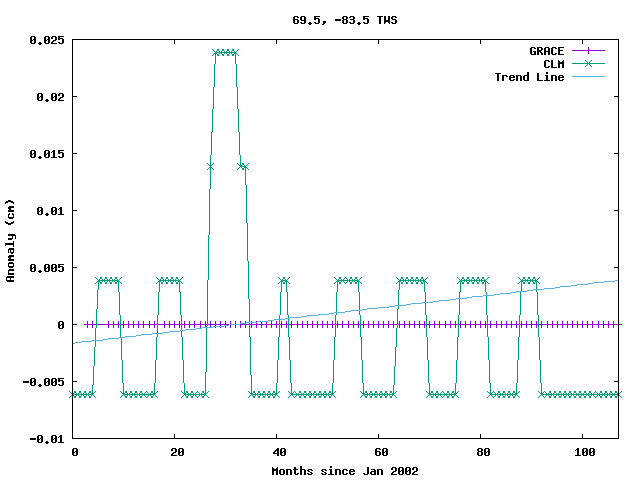 69.5, -83.5 TWS
GRACE
CLM
Trend Line
0.025
0.02
0.015
0.01
0.005
0
-0.005
-0.01
Anomaly (cm)
0 20 40 60 80 100
Months since Jan 2002